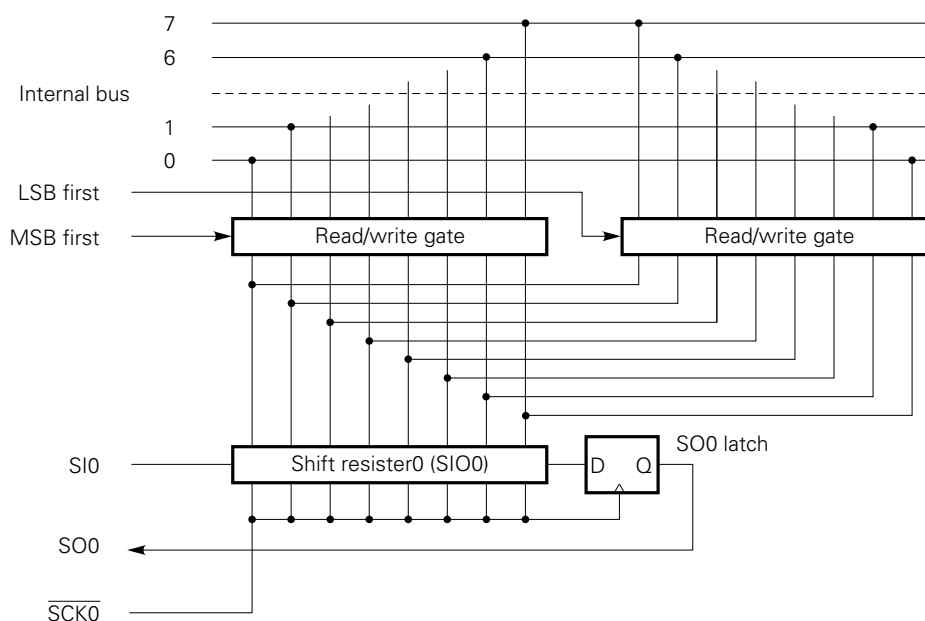 7
6
Internal bus
1
0
LSB first
MSB first
Read/write gate
Read/write gate
SO0 latch
SI0
Shift resister0 (SIO0)
D
Q
SO0
SCK0